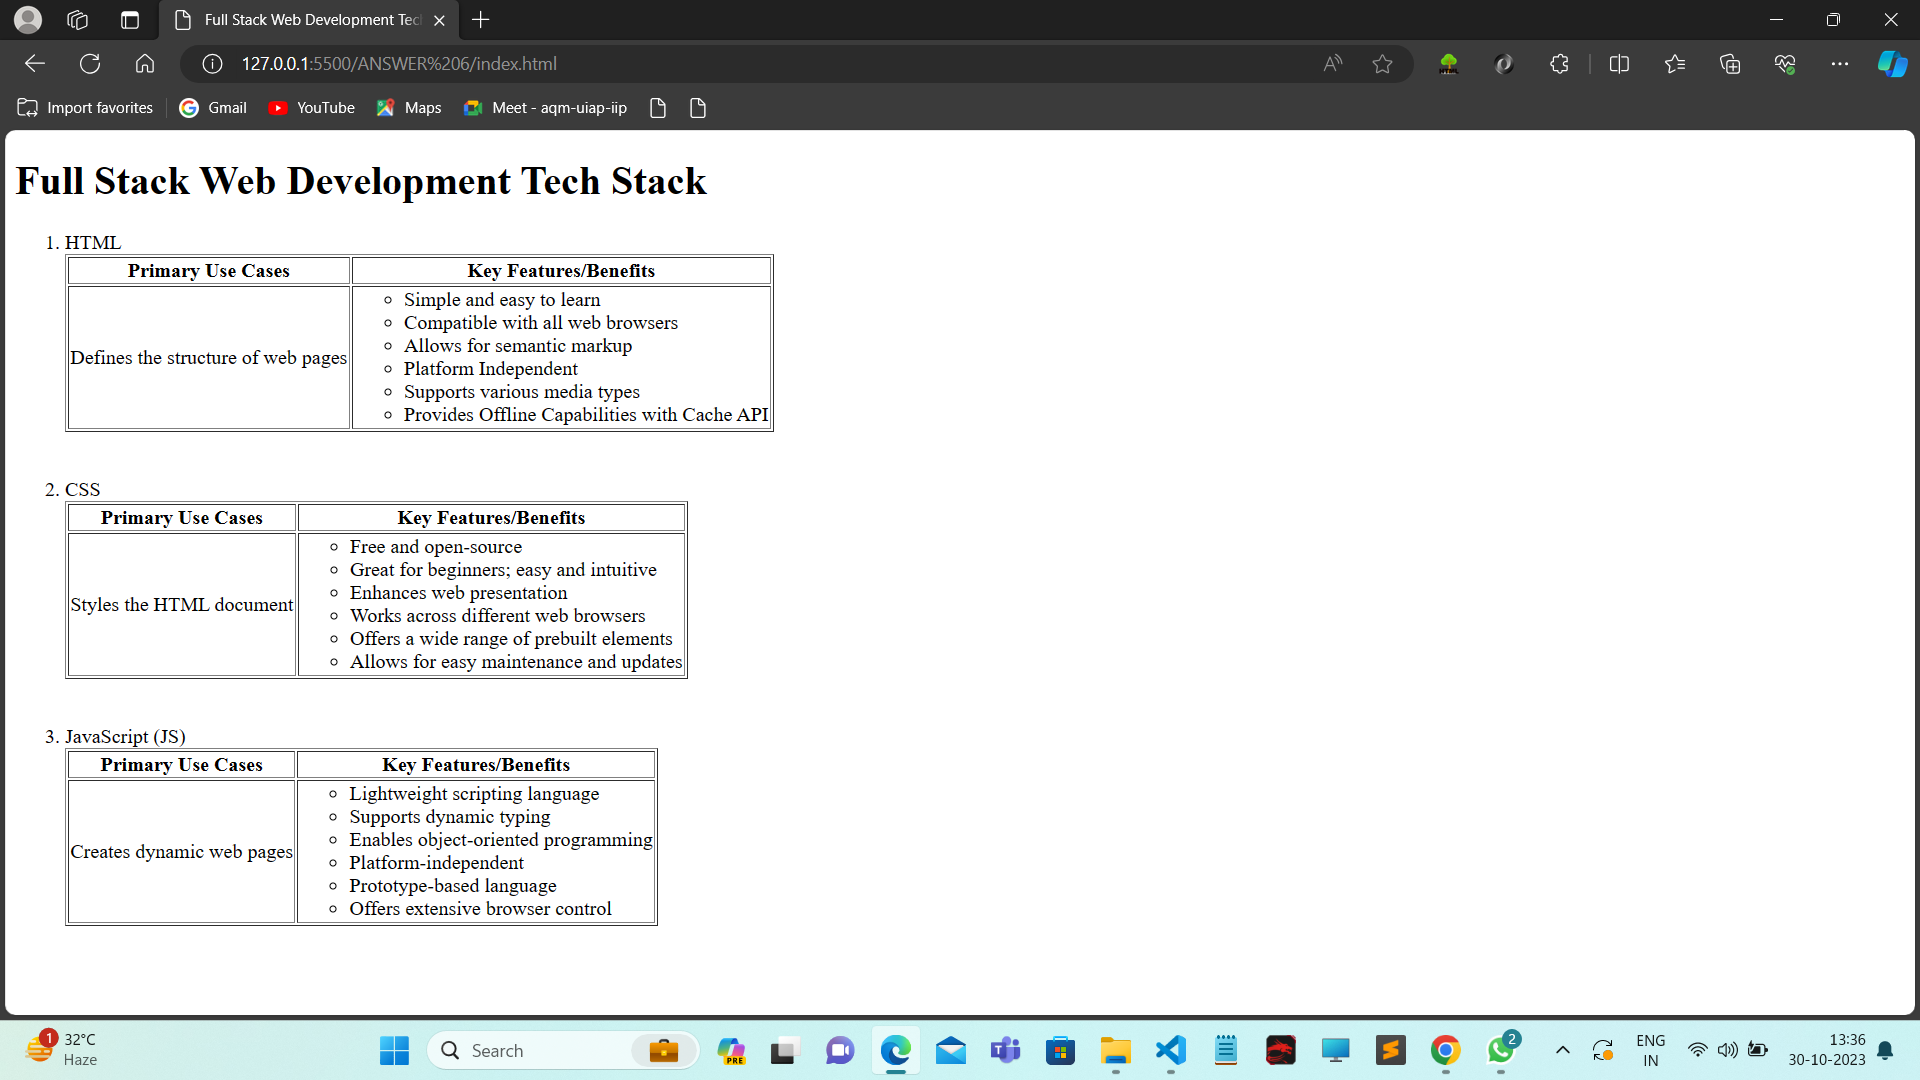 Full Stack Web Development Tec
127.0.0.1:5500/ANSWER%206/index.html
Import favorites
Gmail
YouTube
Maps
Meet - aqm-uiap-iip
Full Stack Web Development Tech Stack
1. HTML
Primary Use Cases
Key Features/Benefits
Defines the structure of web pages
Simple and easy to learn
Compatible with all web browsers
Allows for semantic markup
Platform Independent
Supports various media types
Provides Offline Capabilities with Cache API
2. CSS
Primary Use Cases
Key Features/Benefits
Styles the HTML document
Free and open-source
Great for beginners; easy and intuitive
Enhances web presentation
Works across different web browsers
Offers a wide range of prebuilt elements
Allows for easy maintenance and updates
3. JavaScript (JS)
Primary Use Cases
Key Features/Benefits
Creates dynamic web pages
Lightweight scripting language
Supports dynamic typing
Enables object-oriented programming
Platform-independent
Prototype-based language
Offers extensive browser control
1
32°C
Haze
Search
PRE
2
ENG
IN
13:36
30-10-2023